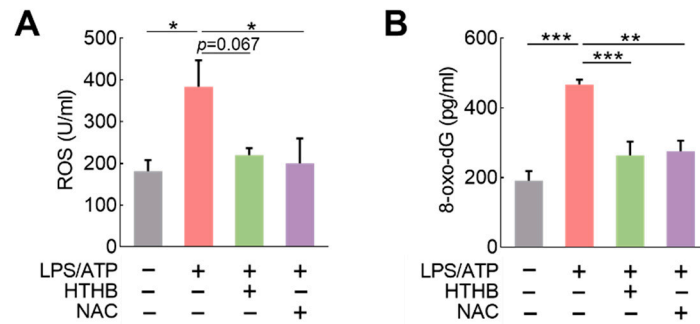 A
* *
p=0.067
500
400
300
200
100
0
ROS (U/ml)
LPS/ATP − + + +
HTHB − − + −
NAC − − − +
B
*** **
***
600
400
200
0
8-oxo-dG (pg/ml)
LPS/ATP − + + +
HTHB − − + −
NAC − − − +